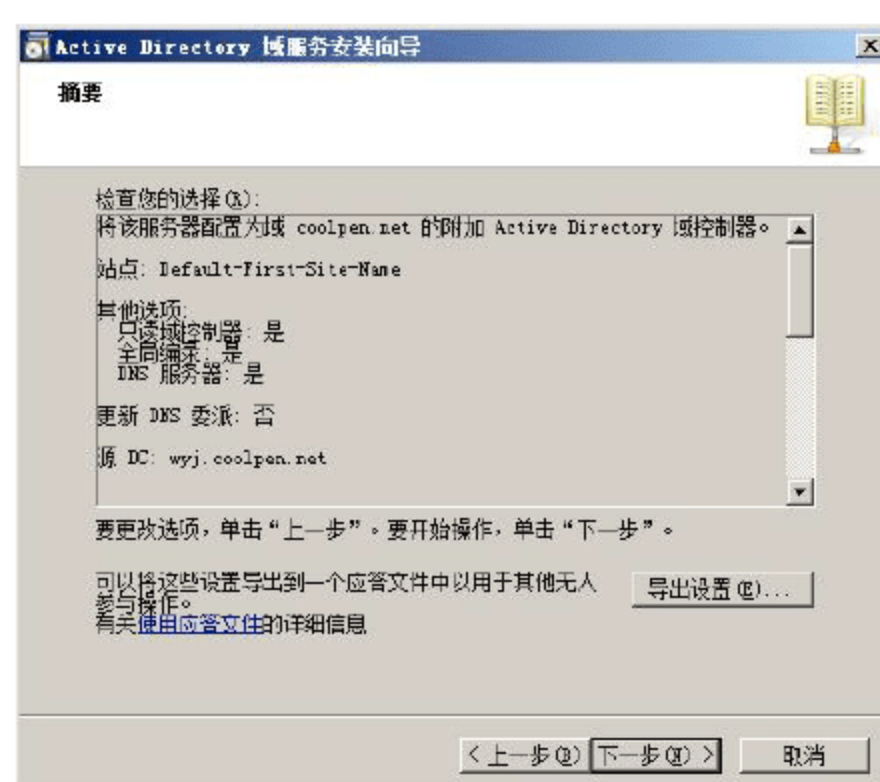 Active Directory 域服务安装向导
摘要
检查您的选择(R):
将该服务器配置为域 coolpen.net 的附加 Active Directory 域控制器。
站点: Default-First-Site-Name
其他选项:
只读域控制器: 是
全局编录: 是
DNS 服务器: 是
更新 DNS 委派: 否
源 DC: wyj.coolpen.net
要更改选项，单击“上一步”。要开始操作，单击“下一步”。
可以将这些设置导出到一个应答文件中以用于其他无人
参与操作。
导出设置(E)...
有关使用应答文件的详细信息
< 上一步(B)
下一步(N) >
取消